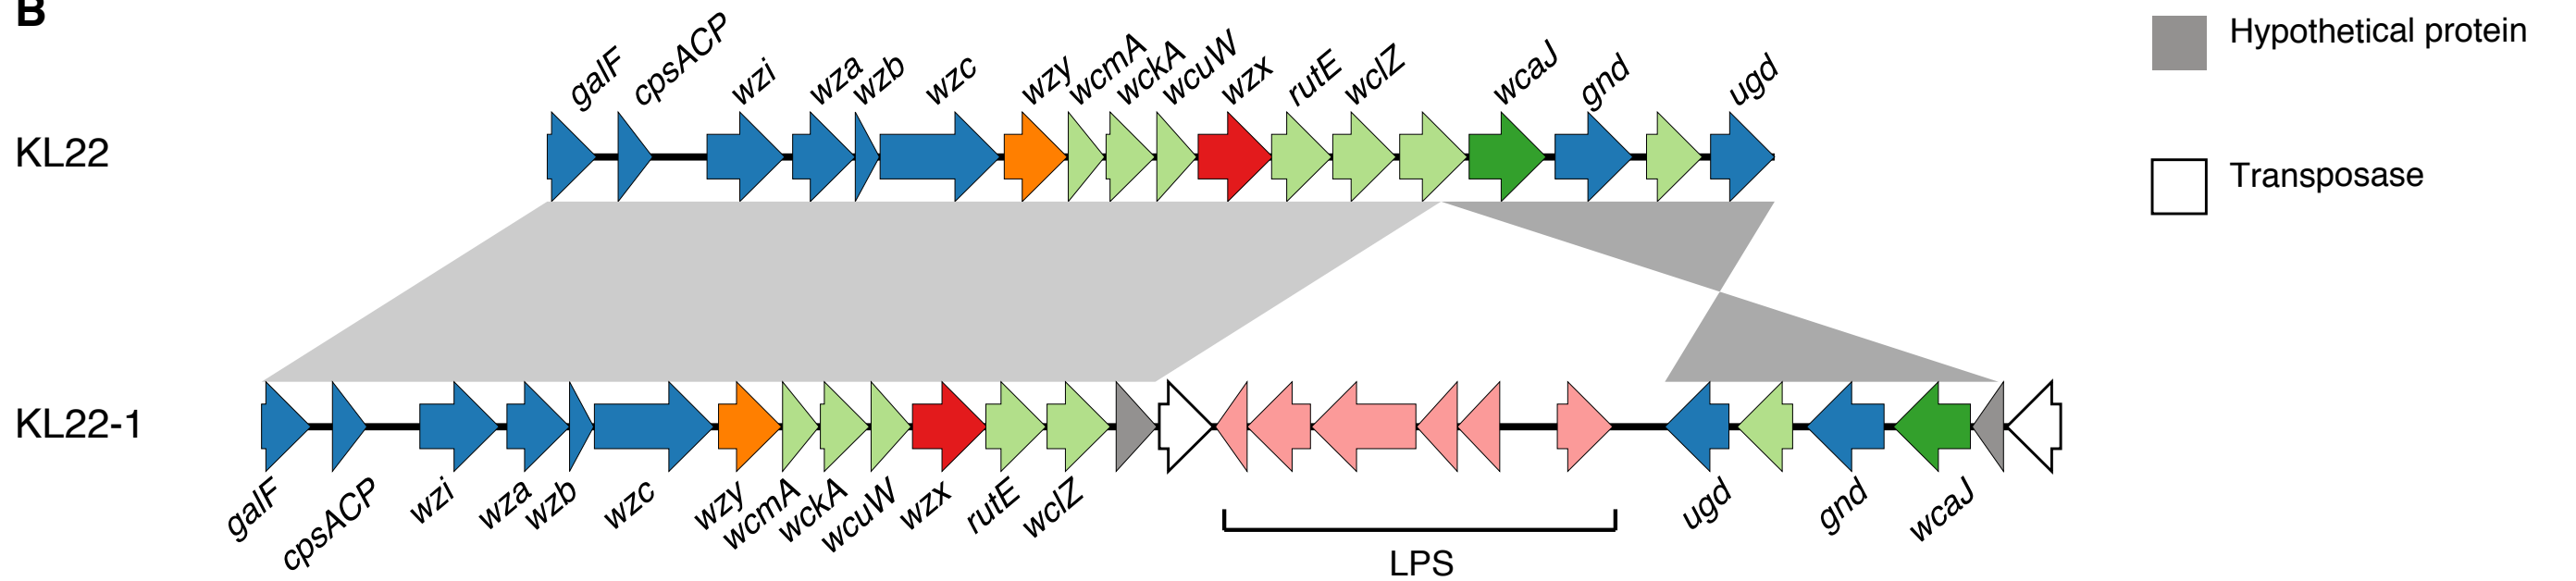 B
galF cpsACP wzi wza wzb wzc wzy wcmA wckA wcuW wzx rutE wclZ wcaJ gnd ugd
Hypothetical protein
KL22
Transposase
KL22-1
galF cpsACP wzi wza wzb wzc wzy wcmA wckA wcuW wzx rutE wclZ ugd gnd wcaJ
LPS